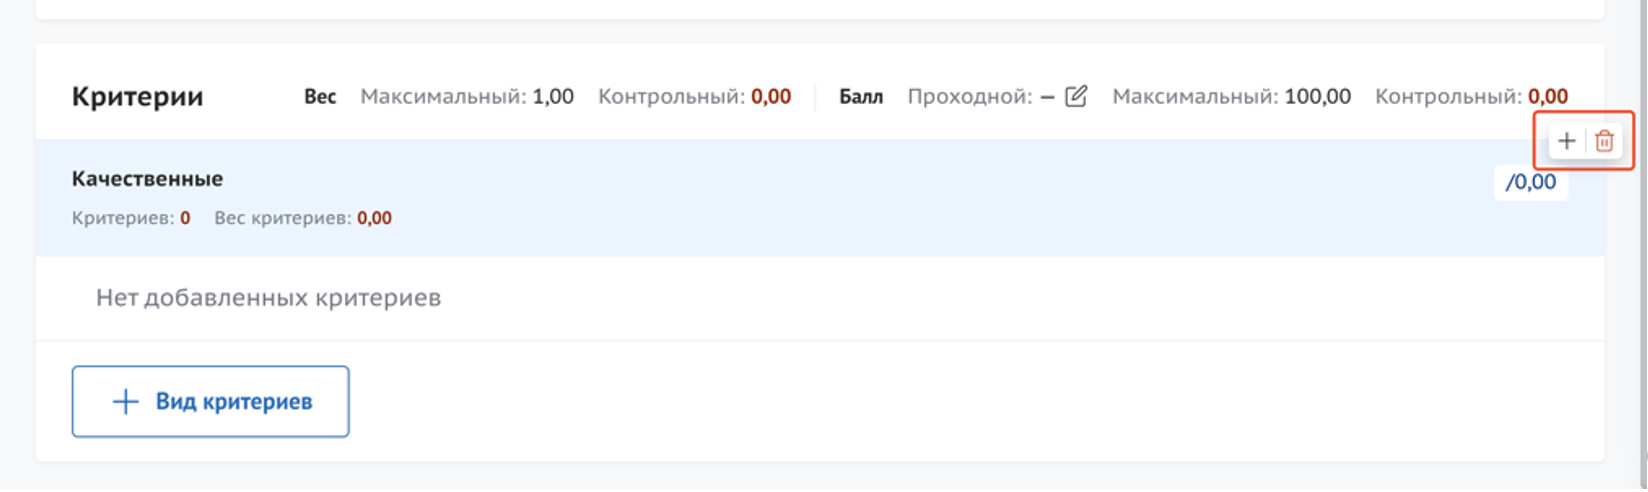 Критерии Вес Максимальный: 1,00 Контрольный: 0,00 Балл Проходной: — Максимальный: 100,00 Контрольный: 0,00
Качественные /0,00
Критериев: 0 Вес критериев: 0,00
Нет добавленных критериев
+ Вид критериев